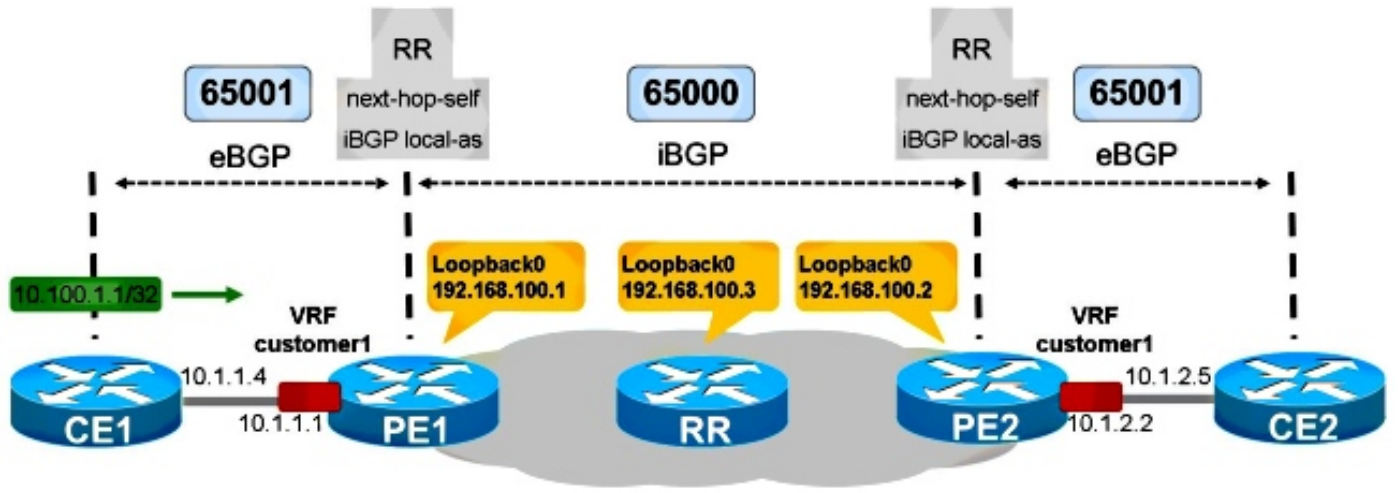 RR
RR
65001
next-hop-self
iBGP local-as
65000
next-hop-self
iBGP local-as
65001
eBGP
iBGP
eBGP
Loopback0
192.168.100.1
Loopback0
192.168.100.3
Loopback0
192.168.100.2
10.100.1.1/32
VRF
customer1
VRF
customer1
10.1.1.4
10.1.2.5
10.1.1.1
10.1.2.2
CE1
PE1
RR
PE2
CE2